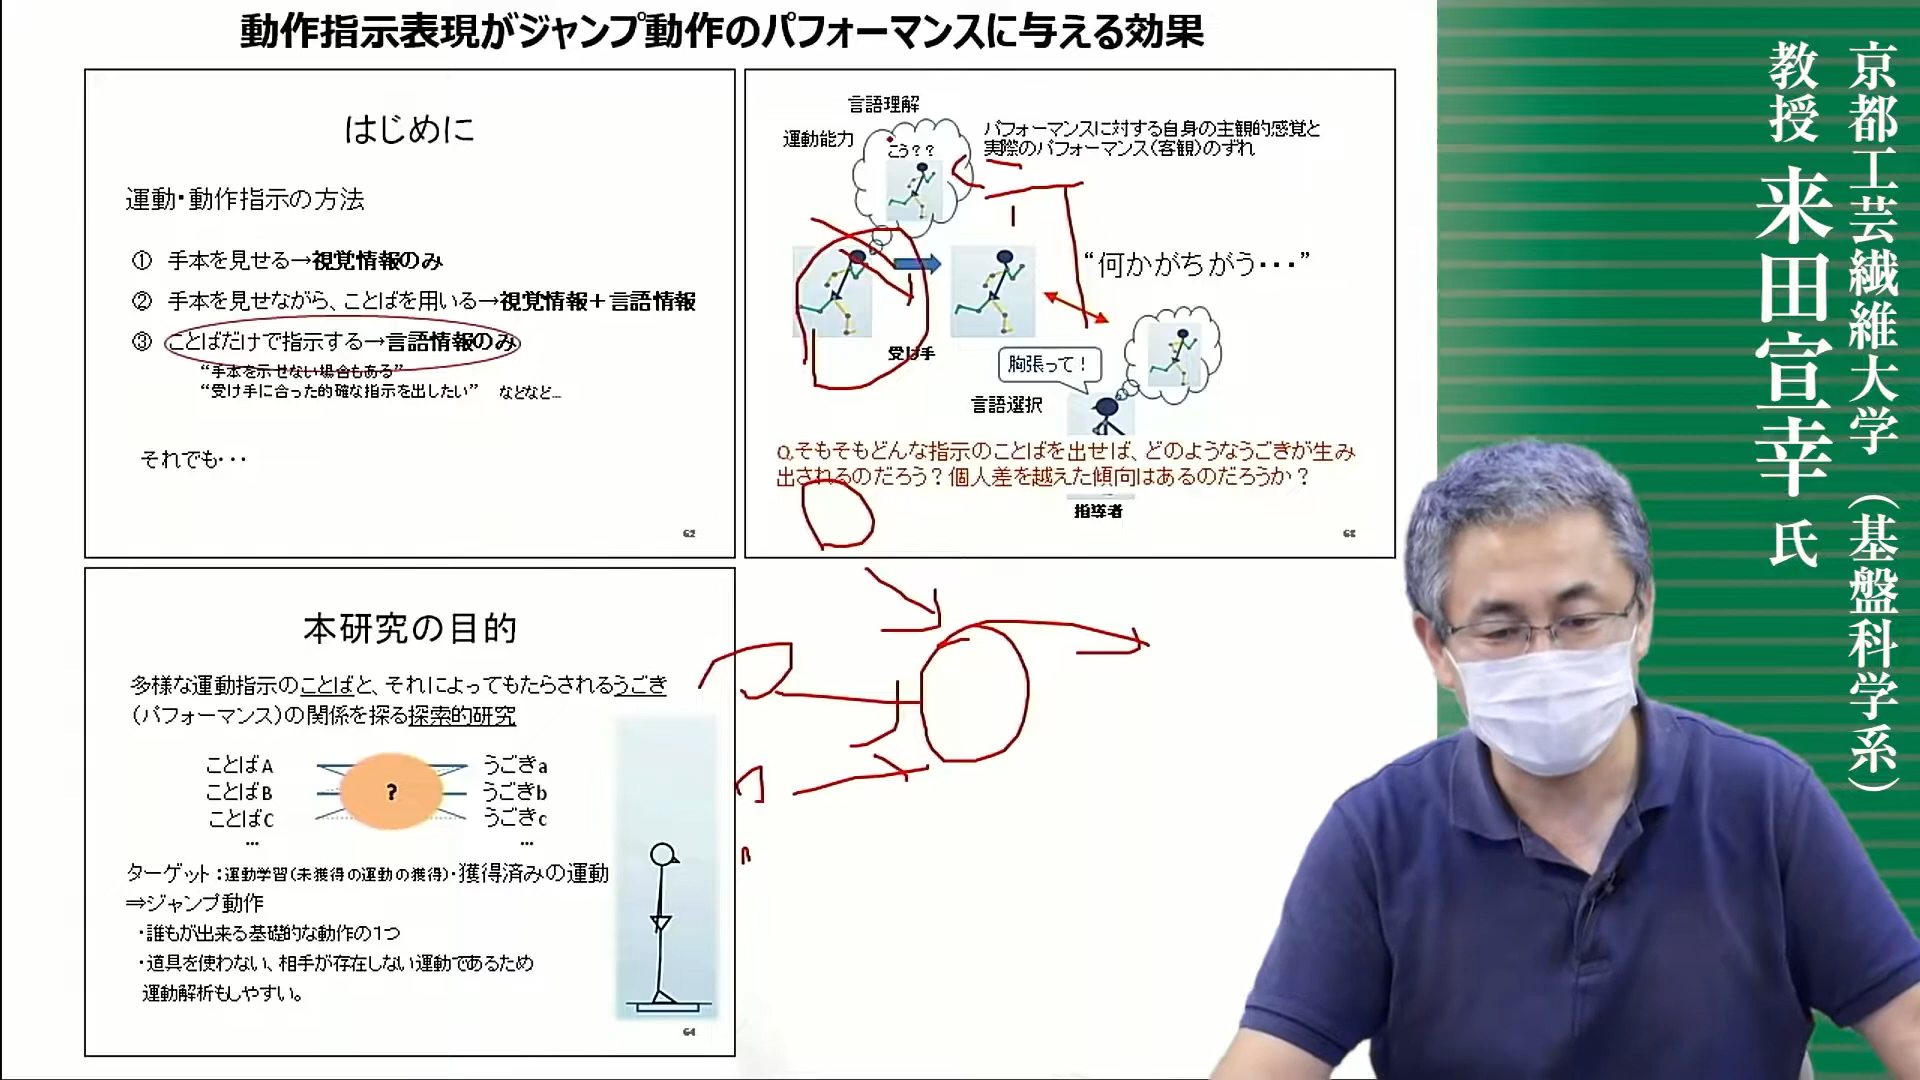 動作指示表現がジャンプ動作のパフォーマンスに与える効果
はじめに
運動・動作指示の方法
① 手本を見せる→視覚情報のみ
② 手本を見せながら、ことばを用いる→視覚情報+言語情報
③ ことばだけで指示する→言語情報のみ
“手本を示せない場合もある”
“受け手に合った的確な指示を出したい” などなど…
それでも・・・
62
言語理解
運動能力
こう??
パフォーマンスに対する自身の主観的感覚と
実際のパフォーマンス(客観)のずれ
“何かがちがう・・・”
受け手
胸張って!
言語選択
Q.そもそもどんな指示のことばを出せば、どのようなうごきが生み
出されるのだろう?個人差を越えた傾向はあるのだろうか?
指導者
63
本研究の目的
多様な運動指示のことばと、それによってもたらされるうごき
(パフォーマンス)の関係を探る探索的研究
ことばA ? うごきa
ことばB うごきb
ことばC うごきc
… …
ターゲット:運動学習(未獲得の運動の獲得)・獲得済みの運動
⇒ジャンプ動作
・誰もが出来る基礎的な動作の1つ
・道具を使わない、相手が存在しない運動であるため
運動解析もしやすい。
64
京都工芸繊維大学(基盤科学系)
教授 来田宣幸 氏